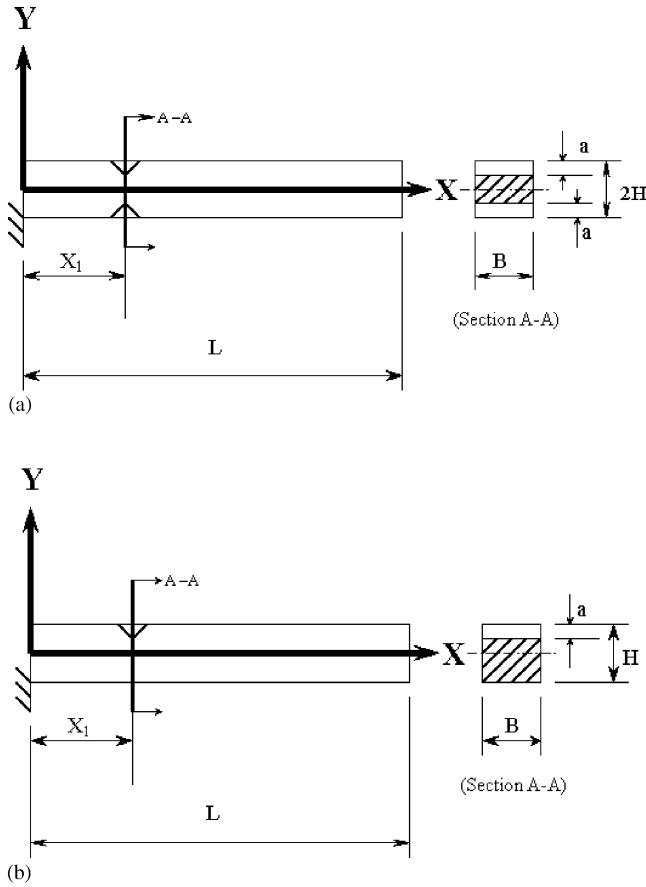 Y
A-A
a
X
2H
a
X1
B
(Section A-A)
L
(a)
Y
A-A
a
X
H
X1
B
(Section A-A)
L
(b)